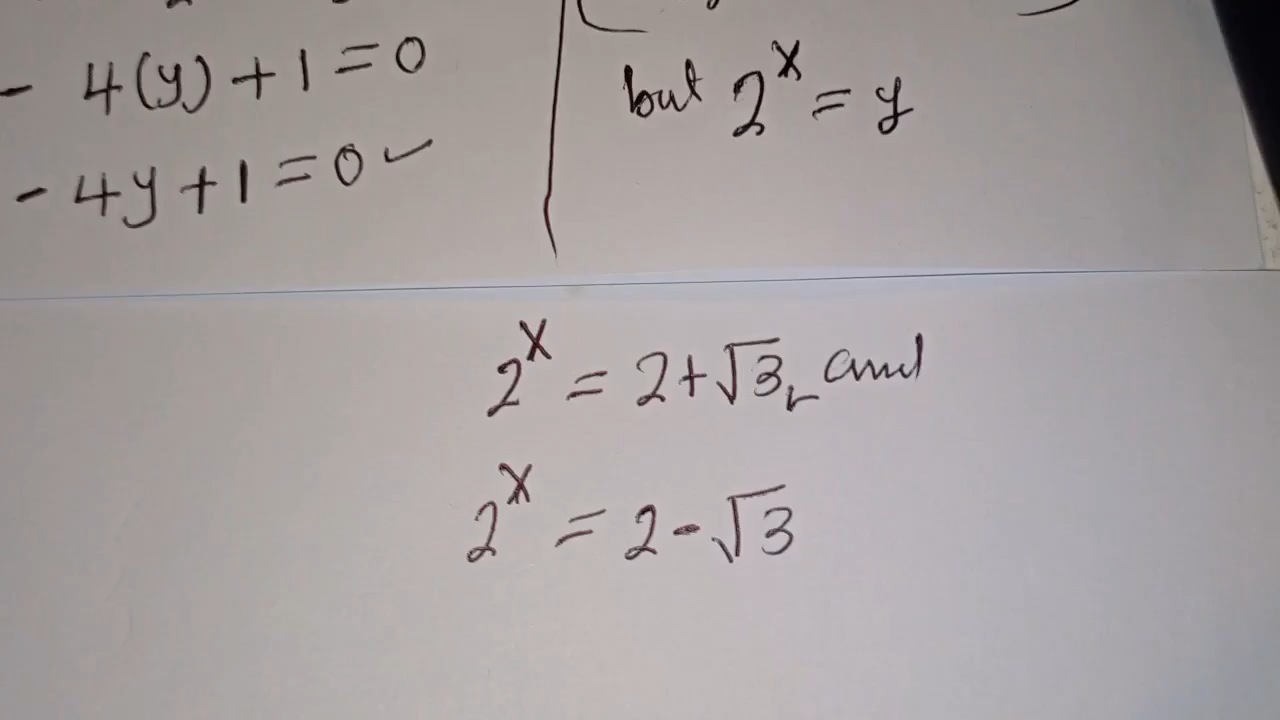 - 4(y) + 1 = 0
- 4y + 1 = 0 ✓
but 2^x = y
2^x = 2 + √3, and
2^x = 2 - √3